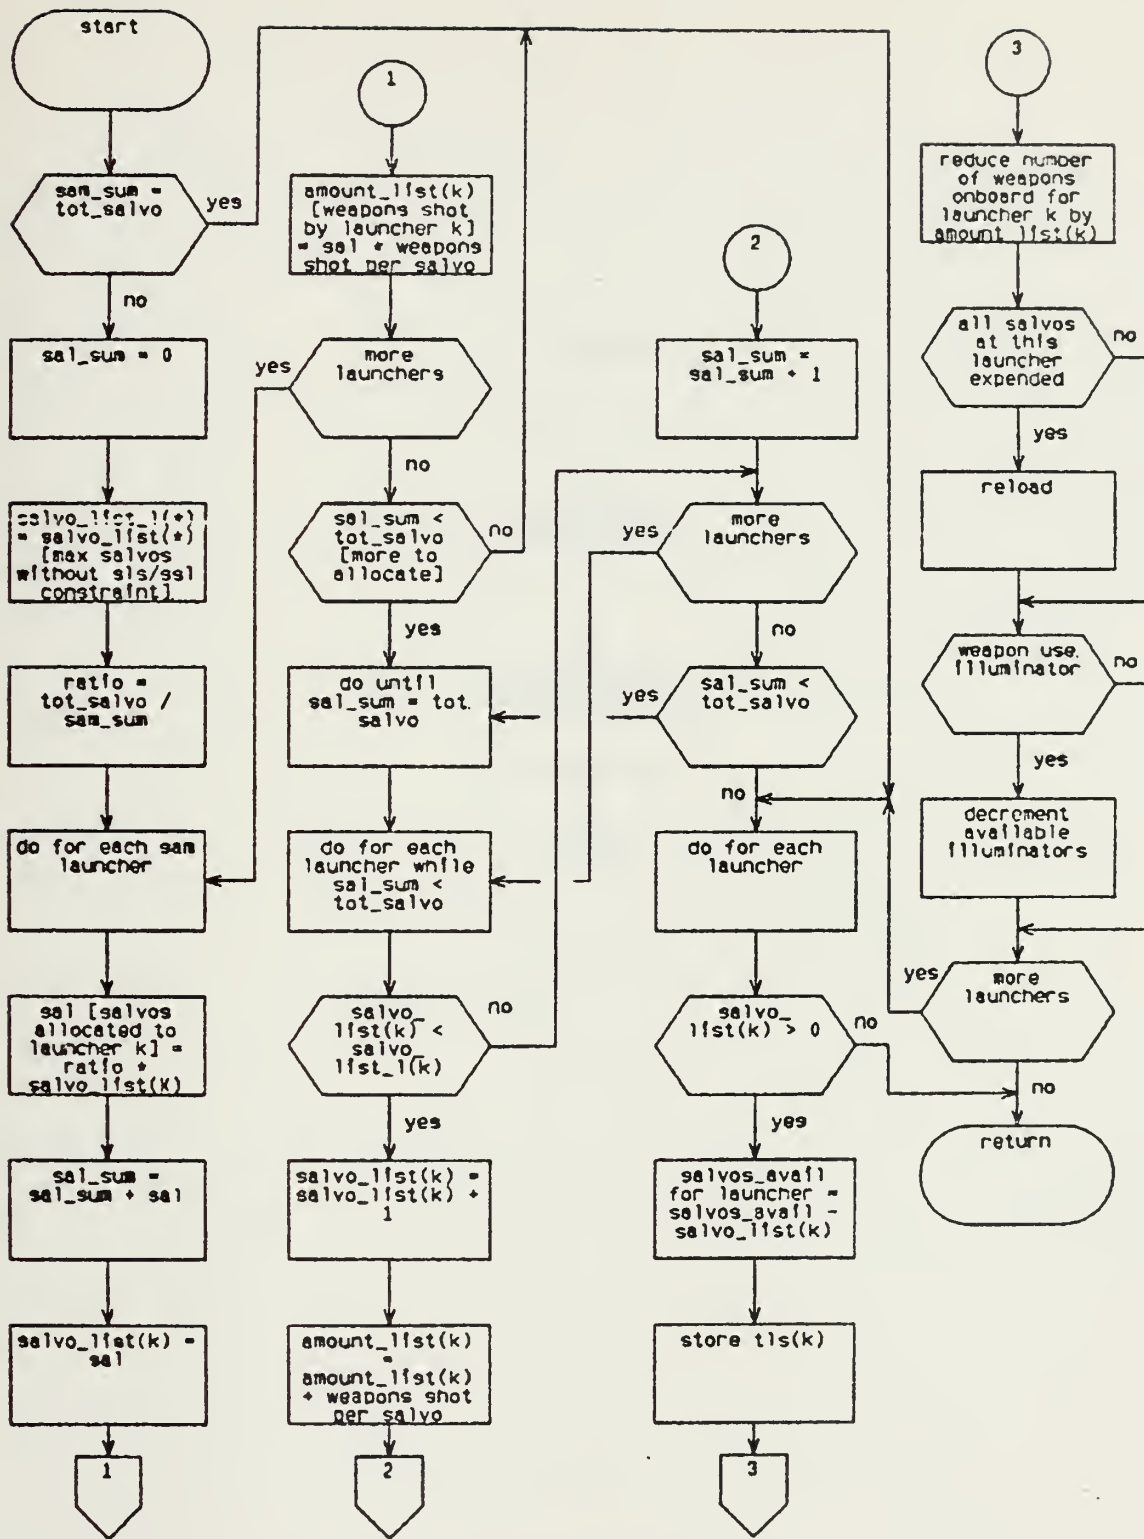 start
sam_sum =
tot_salvo
yes
no
sal_sum = 0
salvo_list_l(*)
= salvo_list(*)
[max salvos
without sls/ssl
constraint]
ratio =
tot_salvo /
sam_sum
do for each sam
launcher
sal [salvos
allocated to
launcher k] =
ratio *
salvo_list(K)
sal_sum =
sal_sum + sal
salvo_list(k) =
sal
1
1
amount_list(k)
[weapons shot
by launcher k]
= sal * weapons
shot per salvo
yes
more
launchers
no
sal_sum <
tot_salvo
[more to
allocate]
no
yes
do until
sal_sum = tot.
salvo
do for each
launcher while
sal_sum <
tot_salvo
salvo_
list(k) <
salvo_
list_l(k)
no
yes
salvo_list(k) =
salvo_list(k) +
1
amount_list(k)
=
amount_list(k)
+ weapons shot
per salvo
2
2
sal_sum =
sal_sum + 1
yes
more
launchers
no
yes
sal_sum <
tot_salvo
no
do for each
launcher
salvo_
list(k) > 0
no
yes
salvos_avail
for launcher =
salvos_avail -
salvo_list(k)
store tls(k)
3
3
reduce number
of weapons
onboard for
launcher k by
amount_list(k)
all salvos
at this
launcher
expended
no
yes
reload
weapon use.
illuminator
no
yes
decrement
available
illuminators
yes
more
launchers
no
return